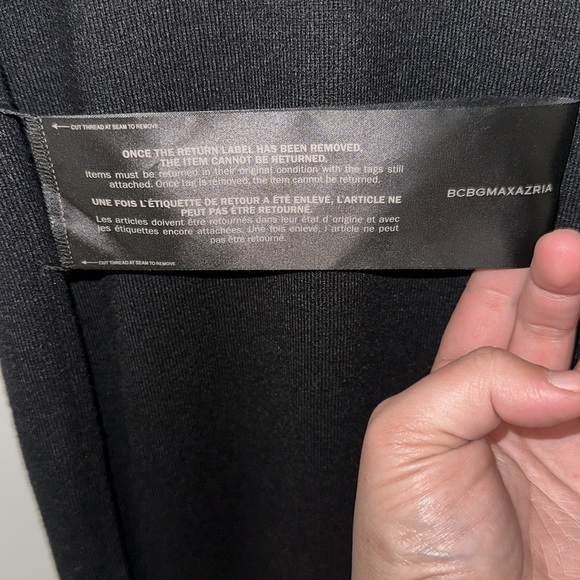 CUT THREAD AT SEAM TO REMOVE.
ONCE THE RETURN LABEL HAS BEEN REMOVED,
THE ITEM CANNOT BE RETURNED.
Items must be returned in their original condition with the tags still
attached. Once tag is removed, the item cannot be returned.
UNE FOIS L'ÉTIQUETTE DE RETOUR A ÉTÉ ENLEVÉ, L'ARTICLE NE
PEUT PAS ÉTRE RETOURNÉ.
Les articles doivent être retournés dans leur état d'origine et avec
les étiquettes encore attachées. Une fois enlevé, l'article ne peut
pas être retourné.
CUT THREAD AT SEAM TO REMOVE.
BCBGMAXAZRIA